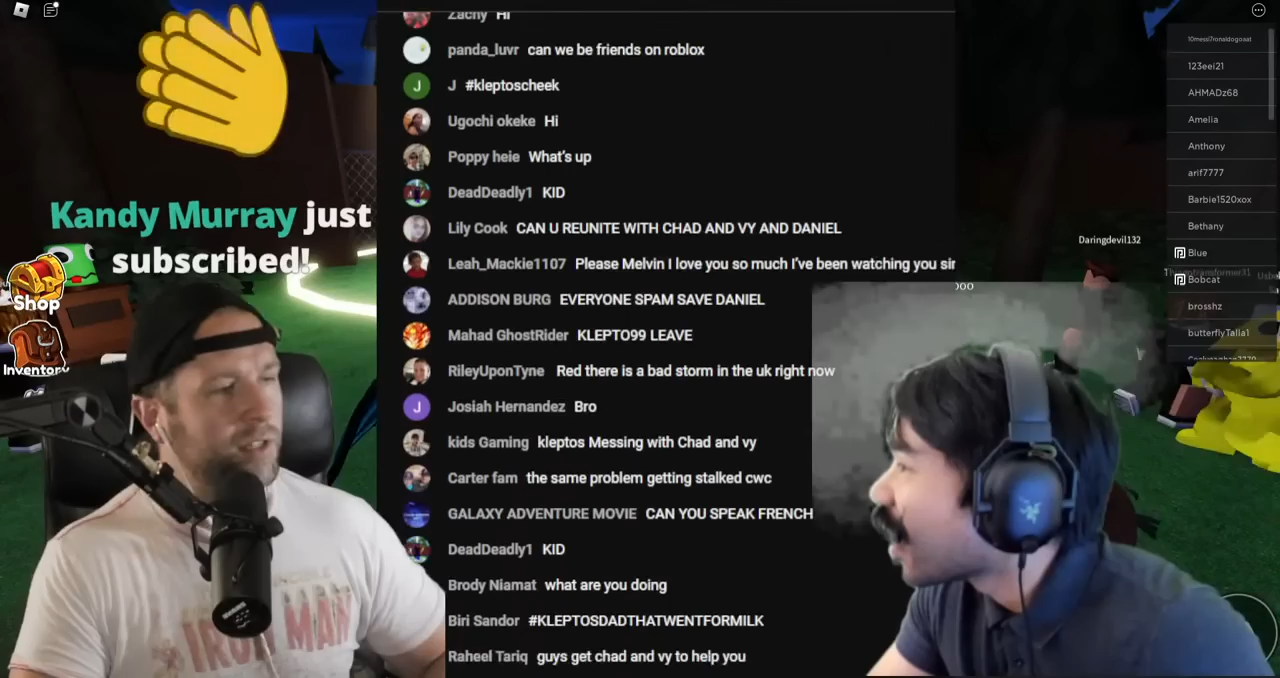 Zachy Hi
panda_luvr can we be friends on roblox
J J #kleptoscheek
Ugochi okeke Hi
Poppy heie What's up
DeadDeadly1 KID
Lily Cook CAN U REUNITE WITH CHAD AND VY AND DANIEL
Leah_Mackie1107 Please Melvin I love you so much I've been watching you sin
ADDISON BURG EVERYONE SPAM SAVE DANIEL
Mahad GhostRider KLEPTO99 LEAVE
RileyUponTyne Red there is a bad storm in the uk right now
J Josiah Hernandez Bro
kids Gaming kleptos Messing with Chad and vy
Carter fam the same problem getting stalked cwc
GALAXY ADVENTURE MOVIE CAN YOU SPEAK FRENCH
DeadDeadly1 KID
Brody Niamat what are you doing
Biri Sandor #KLEPTOSDADTHATWENTFORMILK
Raheel Tariq guys get chad and vy to help you
Kandy Murray just
subscribed!
Shop
Inventory
IRON MAN
Daringdevil132
10messi7ronaldogoaat
123eei21
AHMADz68
Amelia
Anthony
arif7777
Barbie1520xox
Bethany
Blue
Bobcat
brosshz
butterflyTalia1